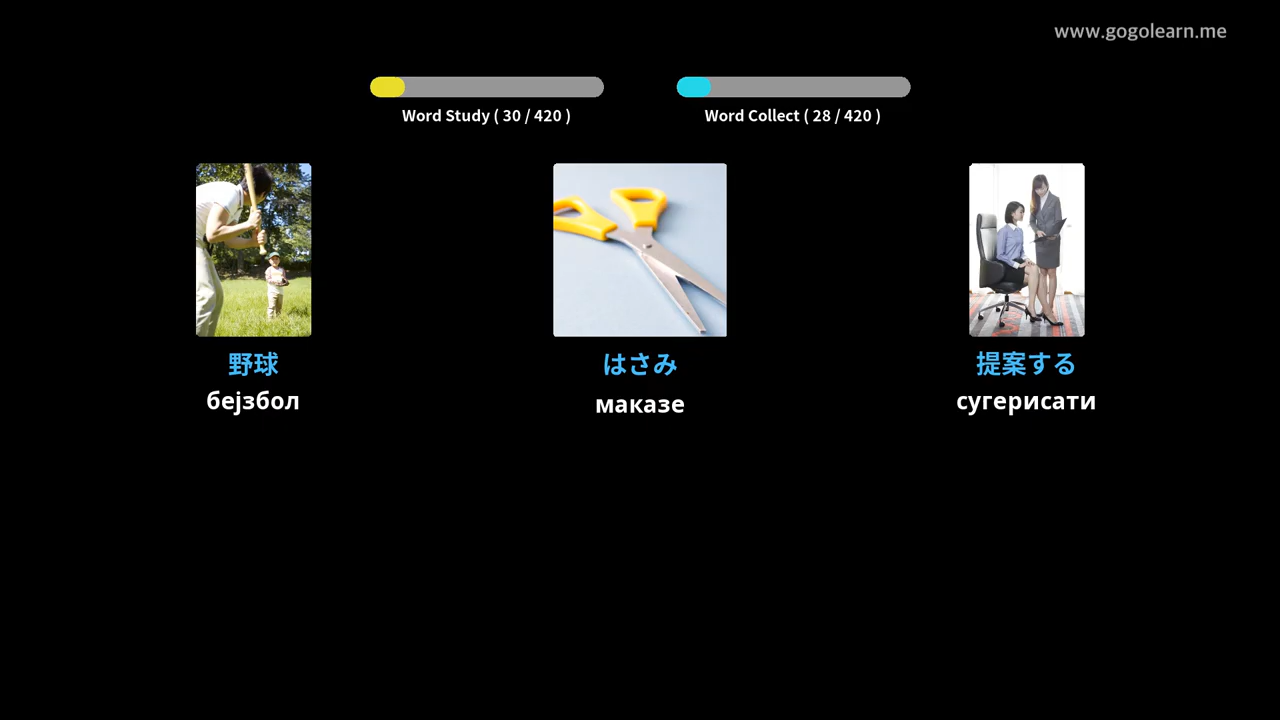 www.gogolearn.me
Word Study ( 30 / 420 )
Word Collect ( 28 / 420 )
野球
бејзбол
はさみ
маказе
提案する
сугерисати